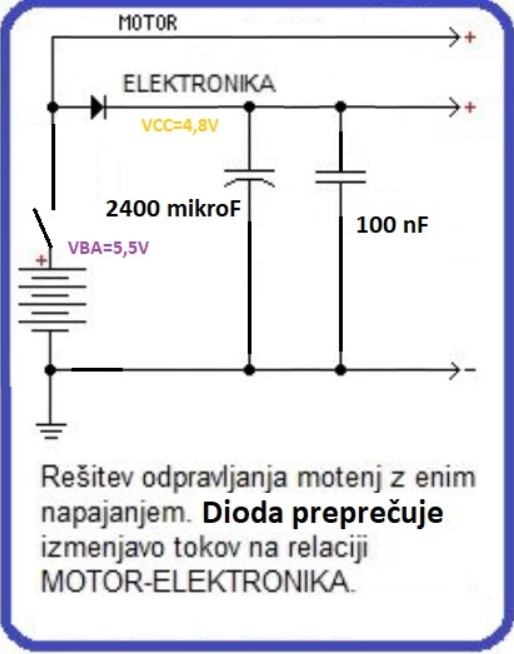 MOTOR
+
ELEKTRONIKA
+
VCC=4,8V
2400 mikroF
100 nF
VBA=5,5V
+
-
Rešitev odpravljanja motenj z enim
napajanjem. Dioda preprečuje
izmenjavo tokov na relaciji
MOTOR-ELEKTRONIKA.